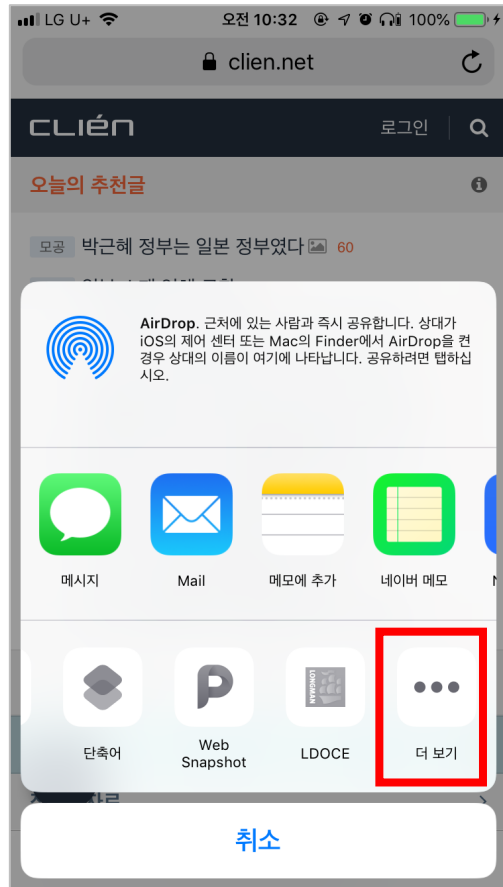 LG U+ 오전 10:32 100%
clien.net
CLIéN 로그인
오늘의 추천글
모공 박근혜 정부는 일본 정부였다 60
AirDrop. 근처에 있는 사람과 즉시 공유합니다. 상대가
iOS의 제어 센터 또는 Mac의 Finder에서 AirDrop을 켠
경우 상대의 이름이 여기에 나타납니다. 공유하려면 탭하십
시오.
메시지 Mail 메모에 추가 네이버 메모
LONGMAN
단축어 Web Snapshot LDOCE 더 보기
취소